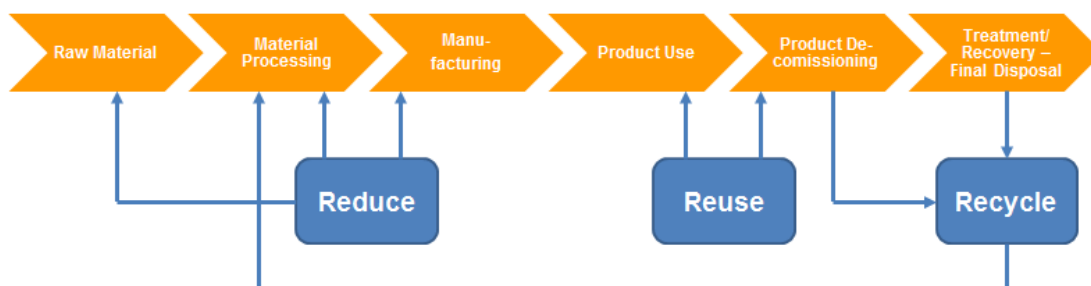 Raw Material
Material
Processing
Manu-
facturing
Product Use
Product De-
comissioning
Treatment/
Recovery –
Final Disposal
Reduce
Reuse
Recycle